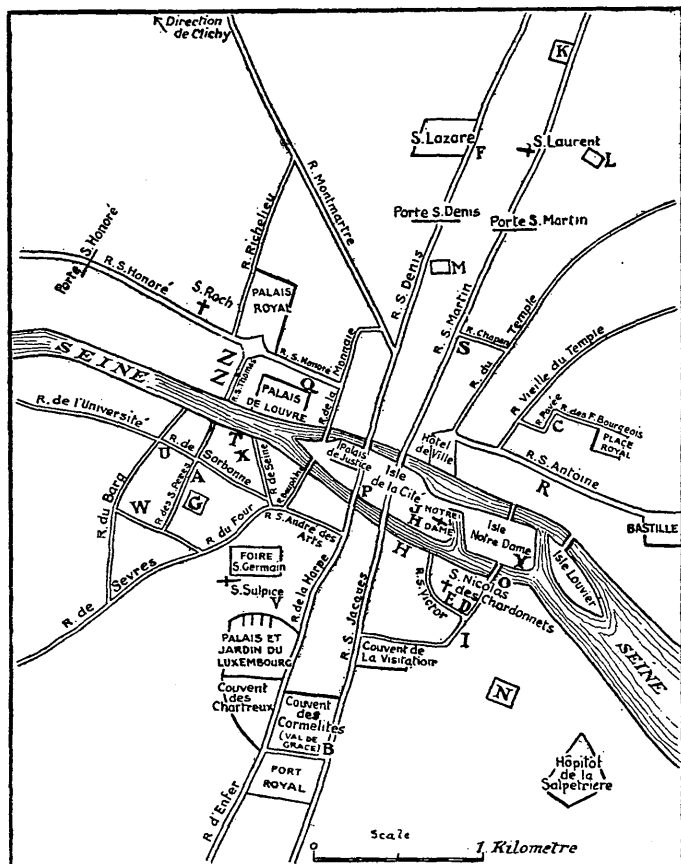 Direction
de Clichy
K
S. Lazare
F
S. Laurent
L
R. Montmartre
Porte S. Denis
Porte S. Martin
R. Richelieu
Porte S. Honoré
R. S. Honoré
S. Roch
PALAIS
ROYAL
M
R. S. Denis
R. S. Martin
R. Chapon
S
R. du Temple
R. Vieille du Temple
R. de la Monnaie
R. S. Honoré
Z
Z
R. S. Thomas
PALAIS
DE LOUVRE
Q
SEINE
R. de l'Université
R. Pavée
R. des F. Bourgeois
C
PLACE
ROYAL
Hôtel
de Ville
R. S. Antoine
R
BASTILLE
Palais
de Justice
Isle
de la Cité
P
J
H
NOTRE
DAME
H
Isle
Notre Dame
Y
O
Isle Louvier
SEINE
U
R. de
Sorbonne
T
X
R. de Seine
R. Dauphine
A
G
W
R. du Barq
R. des S. Peres
R. du Four
R. S. André des
Arts
R. de Sevres
FOIRE
S. Germain
S. Sulpice
V
R. de la Harpe
R. S. Jacques
R. S. Victor
S. Nicolas
des Chardonnets
E
D
I
PALAIS ET
JARDIN DU
LUXEMBOURG
Couvent de
La Visitation
Couvent
des
Chartreux
Couvent
des
Cormelites
(VAL DE
GRACE)
B
N
PORT
ROYAL
R. d'Enfer
Hôpitôt
de la
Salpetrière
Scale
1 Kilometre